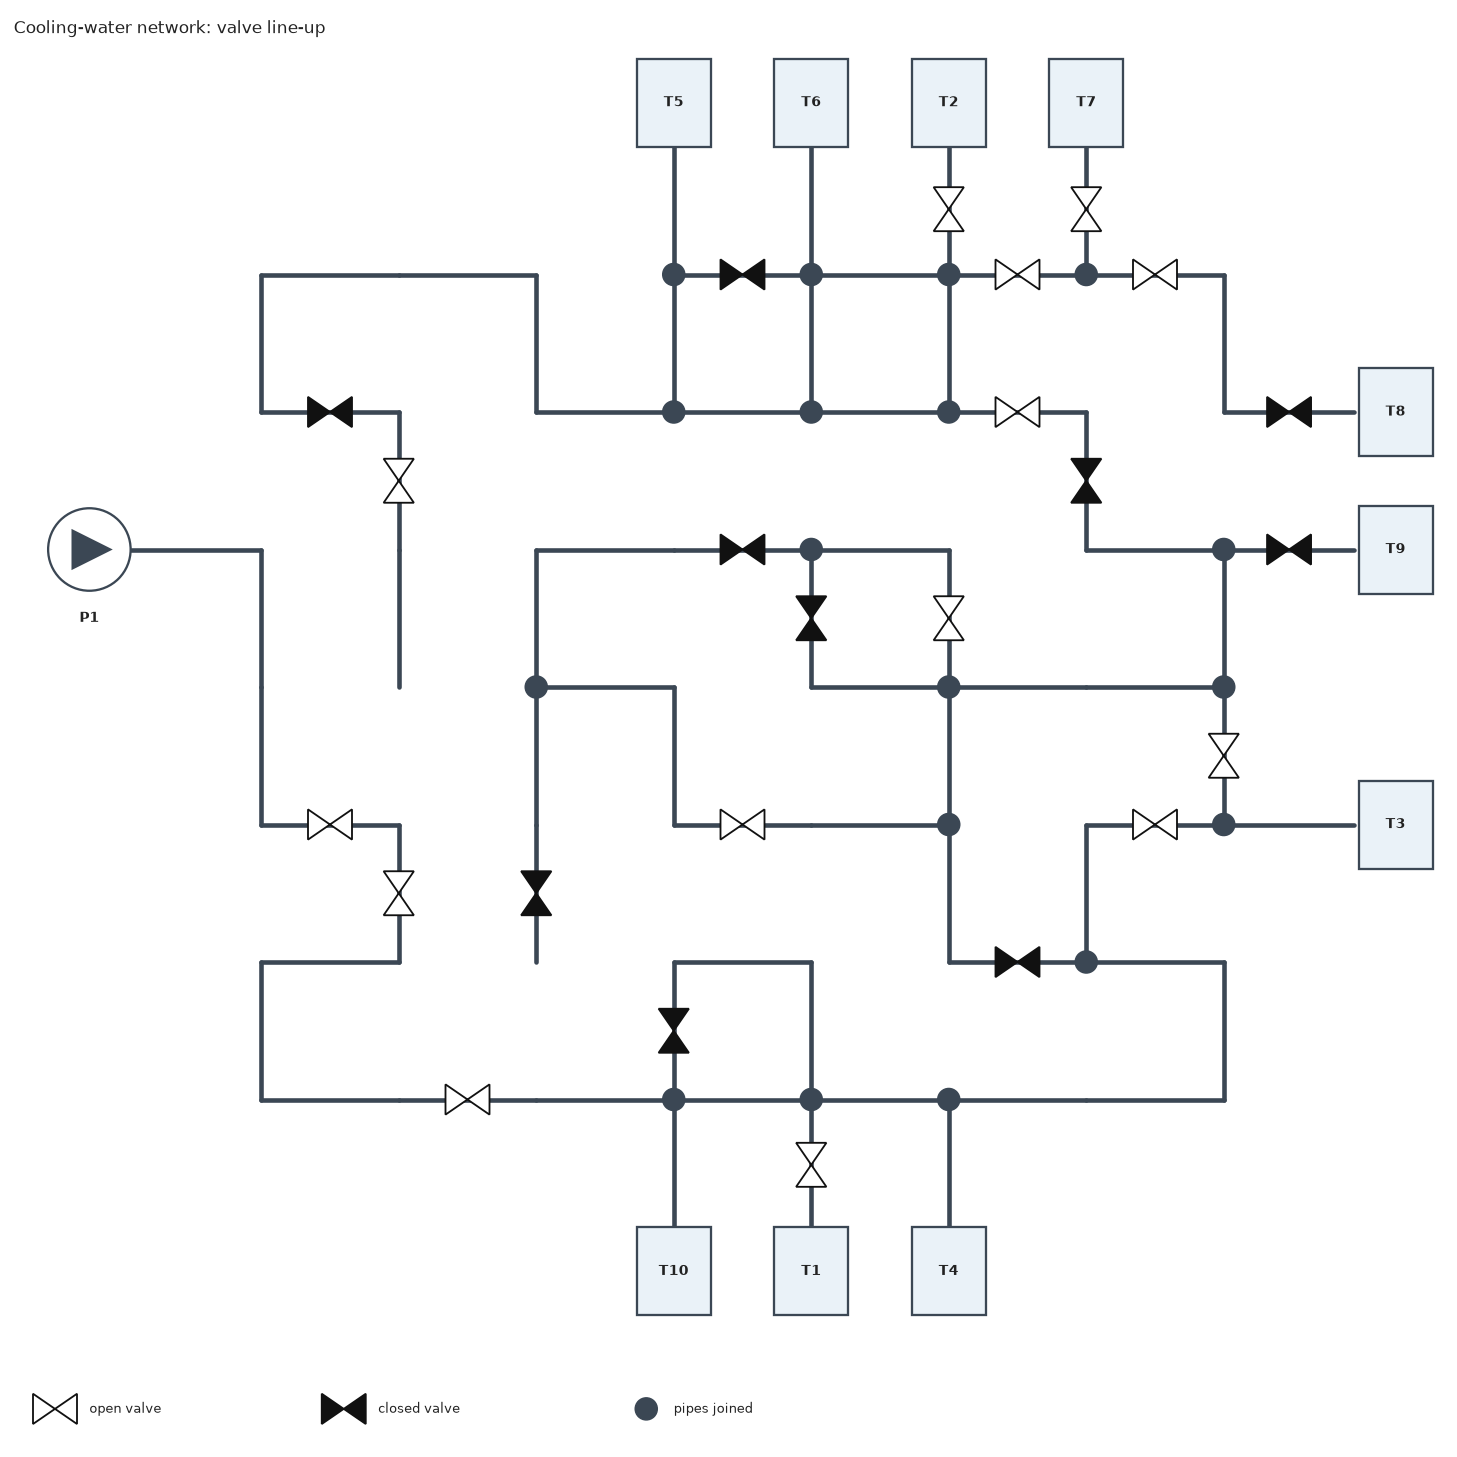 Cooling-water network: valve line-up
T5
T6
T2
T7
T8
T9
P1
T3
T10
T1
T4
open valve
closed valve
pipes joined